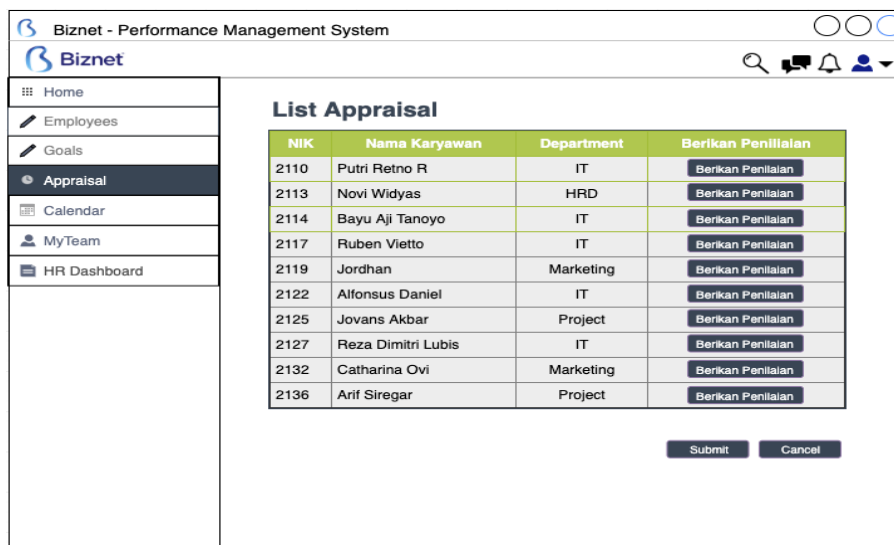 Biznet - Performance Management System
Biznet
Home
Employees
Goals
Appraisal
Calendar
MyTeam
HR Dashboard
List Appraisal
NIK Nama Karyawan Department Berikan Penilaian
2110 Putri Retno R IT Berikan Penilaian
2113 Novi Widyas HRD Berikan Penilaian
2114 Bayu Aji Tanoyo IT Berikan Penilaian
2117 Ruben Vietto IT Berikan Penilaian
2119 Jordhan Marketing Berikan Penilaian
2122 Alfonsus Daniel IT Berikan Penilaian
2125 Jovans Akbar Project Berikan Penilaian
2127 Reza Dimitri Lubis IT Berikan Penilaian
2132 Catharina Ovi Marketing Berikan Penilaian
2136 Arif Siregar Project Berikan Penilaian
Submit Cancel